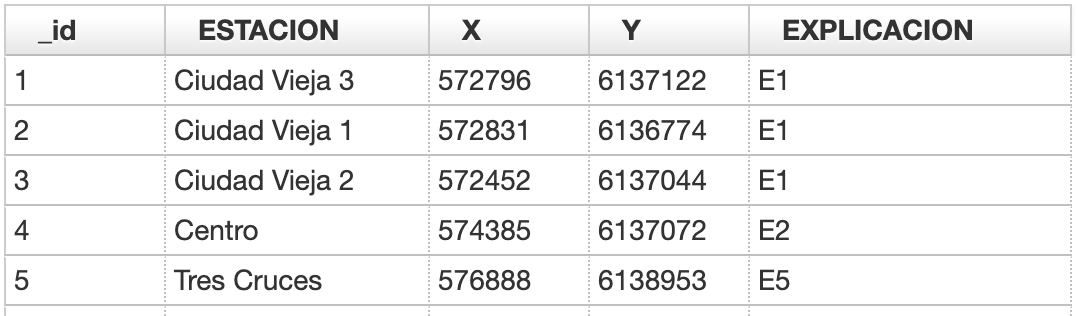 _id ESTACION X Y EXPLICACION
1 Ciudad Vieja 3 572796 6137122 E1
2 Ciudad Vieja 1 572831 6136774 E1
3 Ciudad Vieja 2 572452 6137044 E1
4 Centro 574385 6137072 E2
5 Tres Cruces 576888 6138953 E5